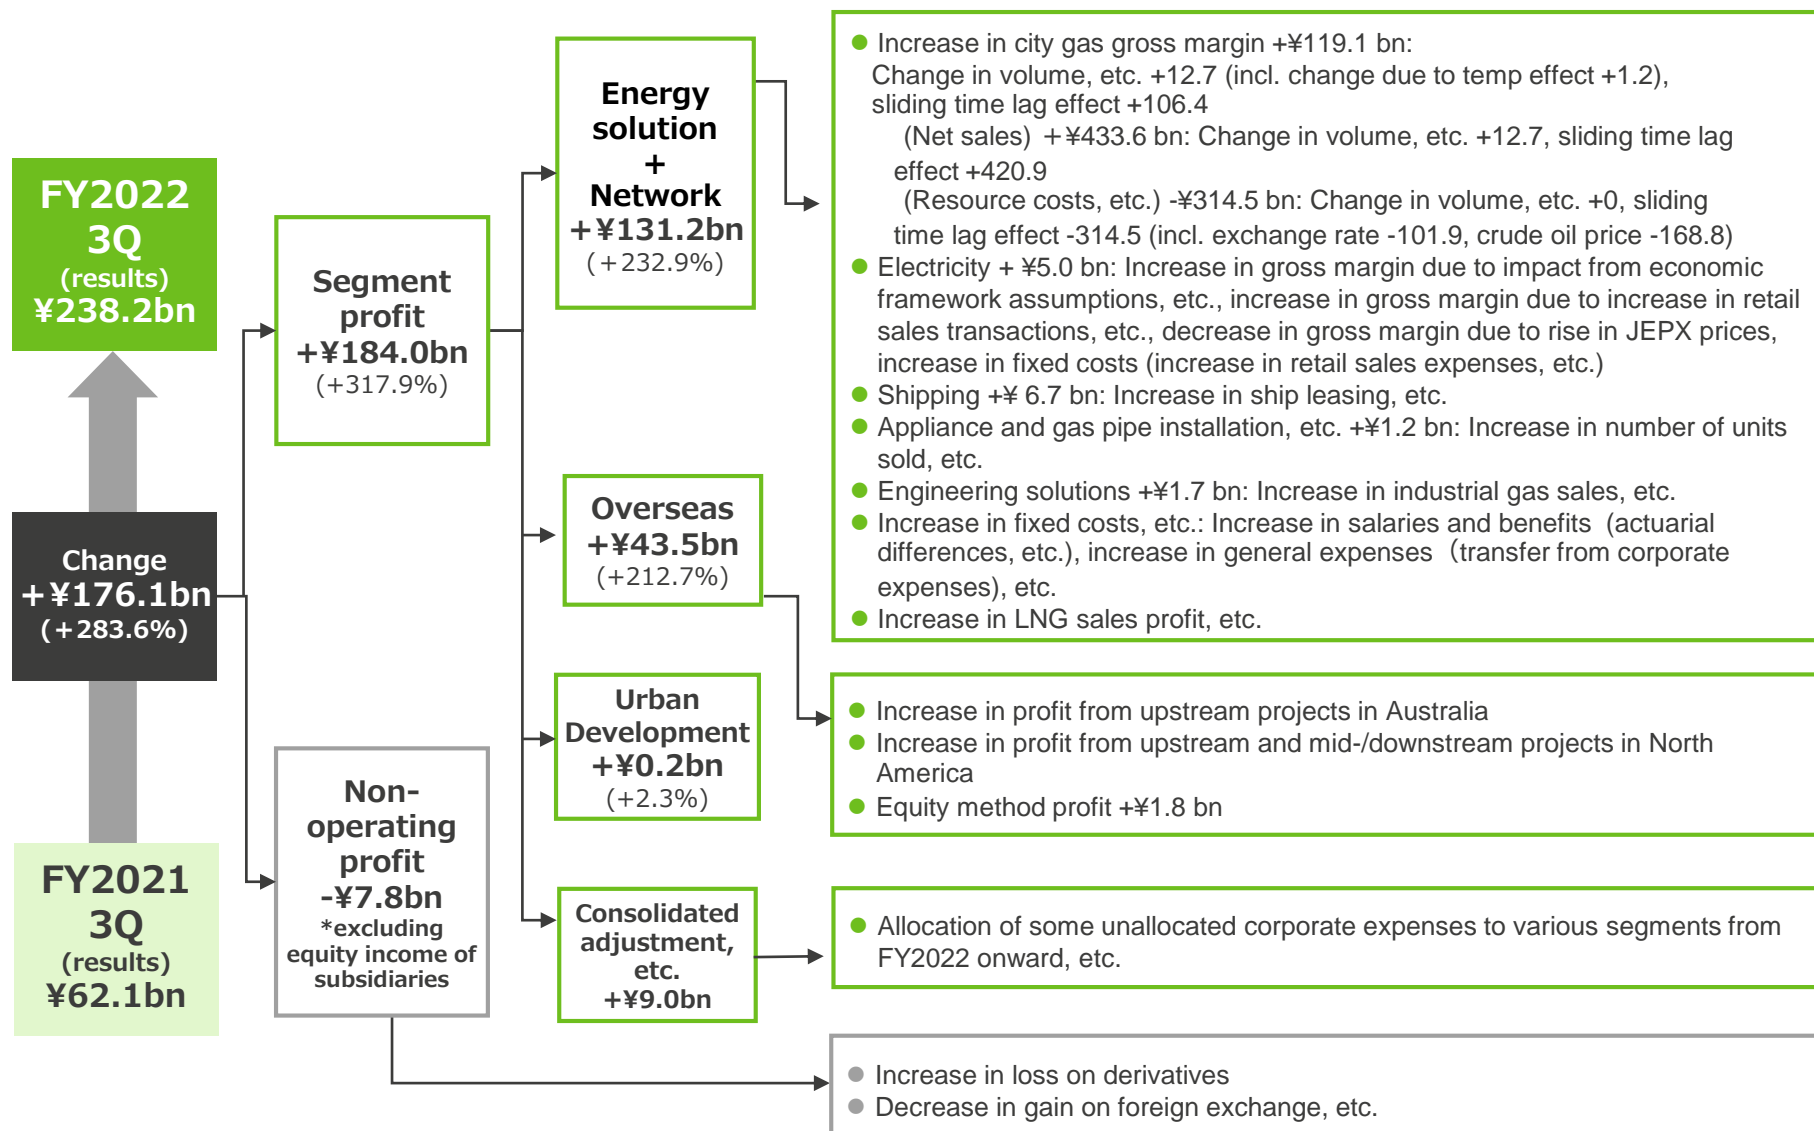 FY2022
3Q
(results)
¥238.2bn
Change
+¥176.1bn
(+283.6%)
FY2021
3Q
(results)
¥62.1bn
Segment
profit
+¥184.0bn
(+317.9%)
Non-
operating
profit
-¥7.8bn
*excluding
equity income of
subsidiaries
Energy
solution
+
Network
+¥131.2bn
(+232.9%)
Overseas
+¥43.5bn
(+212.7%)
Urban
Development
+¥0.2bn
(+2.3%)
Consolidated
adjustment,
etc.
+¥9.0bn
● Increase in city gas gross margin +¥119.1 bn:
Change in volume, etc. +12.7 (incl. change due to temp effect +1.2),
sliding time lag effect +106.4
(Net sales) ＋¥433.6 bn: Change in volume, etc. +12.7, sliding time lag
effect +420.9
(Resource costs, etc.) -¥314.5 bn: Change in volume, etc. +0, sliding
time lag effect -314.5 (incl. exchange rate -101.9, crude oil price -168.8)
● Electricity + ¥5.0 bn: Increase in gross margin due to impact from economic
framework assumptions, etc., increase in gross margin due to increase in retail
sales transactions, etc., decrease in gross margin due to rise in JEPX prices,
increase in fixed costs (increase in retail sales expenses, etc.)
● Shipping +¥ 6.7 bn: Increase in ship leasing, etc.
● Appliance and gas pipe installation, etc. +¥1.2 bn: Increase in number of units
sold, etc.
● Engineering solutions +¥1.7 bn: Increase in industrial gas sales, etc.
● Increase in fixed costs, etc.: Increase in salaries and benefits (actuarial
differences, etc.), increase in general expenses（transfer from corporate
expenses), etc.
● Increase in LNG sales profit, etc.
● Increase in profit from upstream projects in Australia
● Increase in profit from upstream and mid-/downstream projects in North
America
● Equity method profit +¥1.8 bn
● Allocation of some unallocated corporate expenses to various segments from
FY2022 onward, etc.
● Increase in loss on derivatives
● Decrease in gain on foreign exchange, etc.